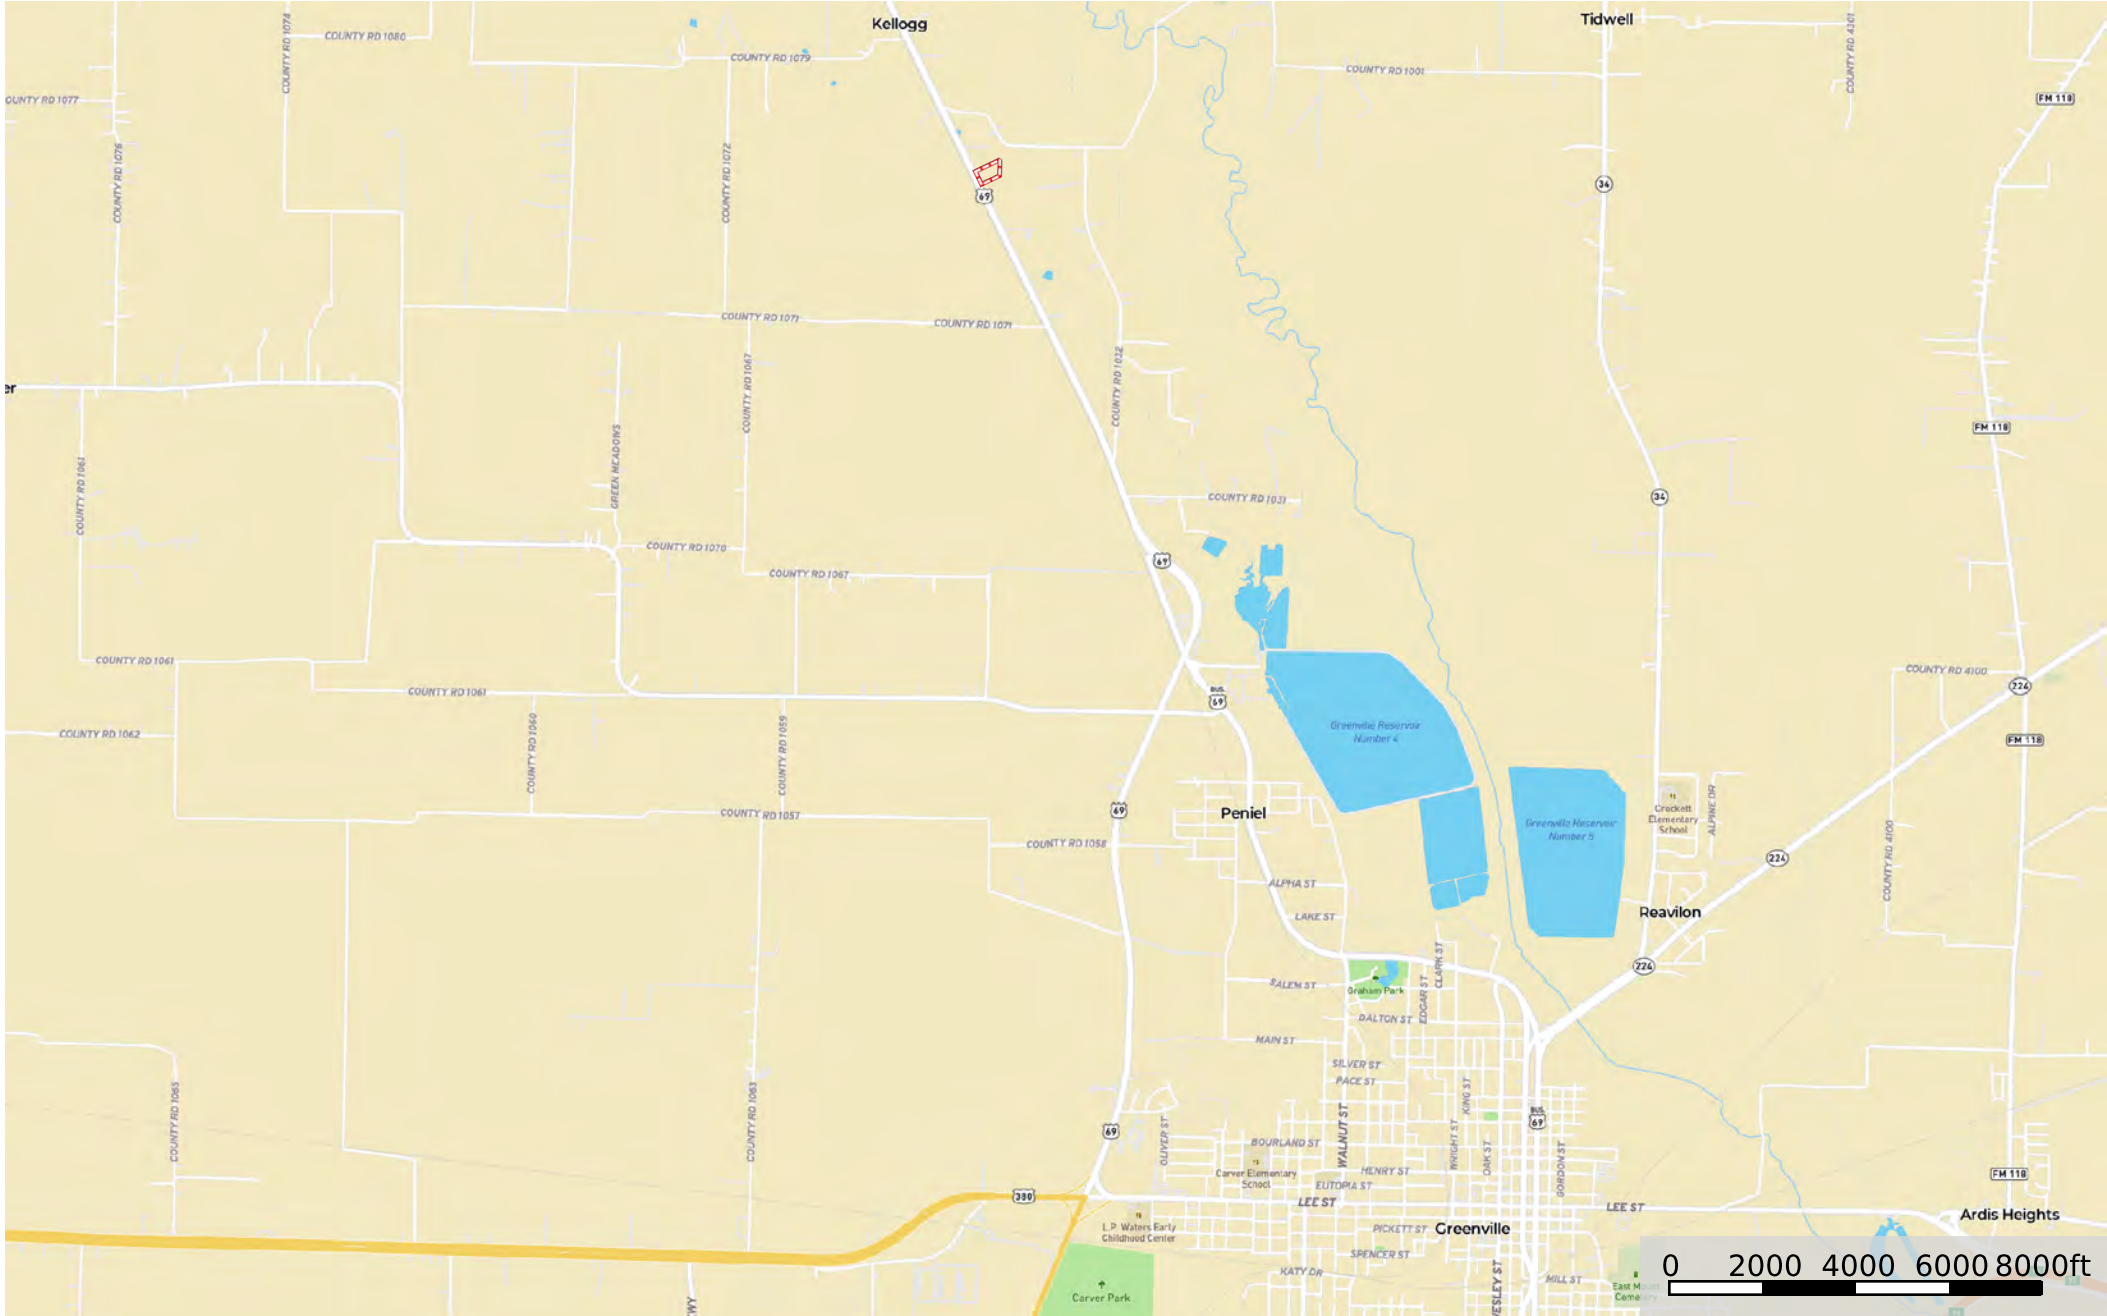 Kellogg
Tidwell
COUNTY RD 1074
COUNTY RD 1080
COUNTY RD 1079
COUNTY RD 1001
COUNTY RD 4301
OUNTY RD 1077
FM 118
COUNTY RD 1076
COUNTY RD 1072
69
34
COUNTY RD 1071
COUNTY RD 1071
COUNTY RD 1067
COUNTY RD 1032
er
FM 118
GREEN MEADOWS
COUNTY RD 1061
COUNTY RD 1031
34
COUNTY RD 1070
69
COUNTY RD 1067
COUNTY RD 1061
COUNTY RD 4100
COUNTY RD 1061
224
BUS.
69
COUNTY RD 1062
COUNTY RD 1060
COUNTY RD 1059
Greenville Reservoir
Number 4
FM 118
69
Peniel
COUNTY RD 1057
Crockett
Elementary
School
ALPINE DR
Greenville Reservoir
Number 5
COUNTY RD 1058
224
COUNTY RD 4100
ALPHA ST
LAKE ST
Reavilon
CLARK ST
224
SALEM ST
Graham Park
EDGAR ST
DALTON ST
MAIN ST
SILVER ST
PACE ST
KING ST
COUNTY RD 1065
COUNTY RD 1063
69
OLIVER ST
WALNUT ST
BUS.
69
BOURLAND ST
WRIGHT ST
OAK ST
GORDON ST
Carver Elementary
School
HENRY ST
EUTOPIA ST
FM 118
380
LEE ST
LEE ST
Ardis Heights
L.P. Waters Early
Childhood Center
PICKETT ST
Greenville
SPENCER ST
KATY DR
MILL ST
WESLEY ST
Carver Park
WY
0 2000 4000 6000 8000ft